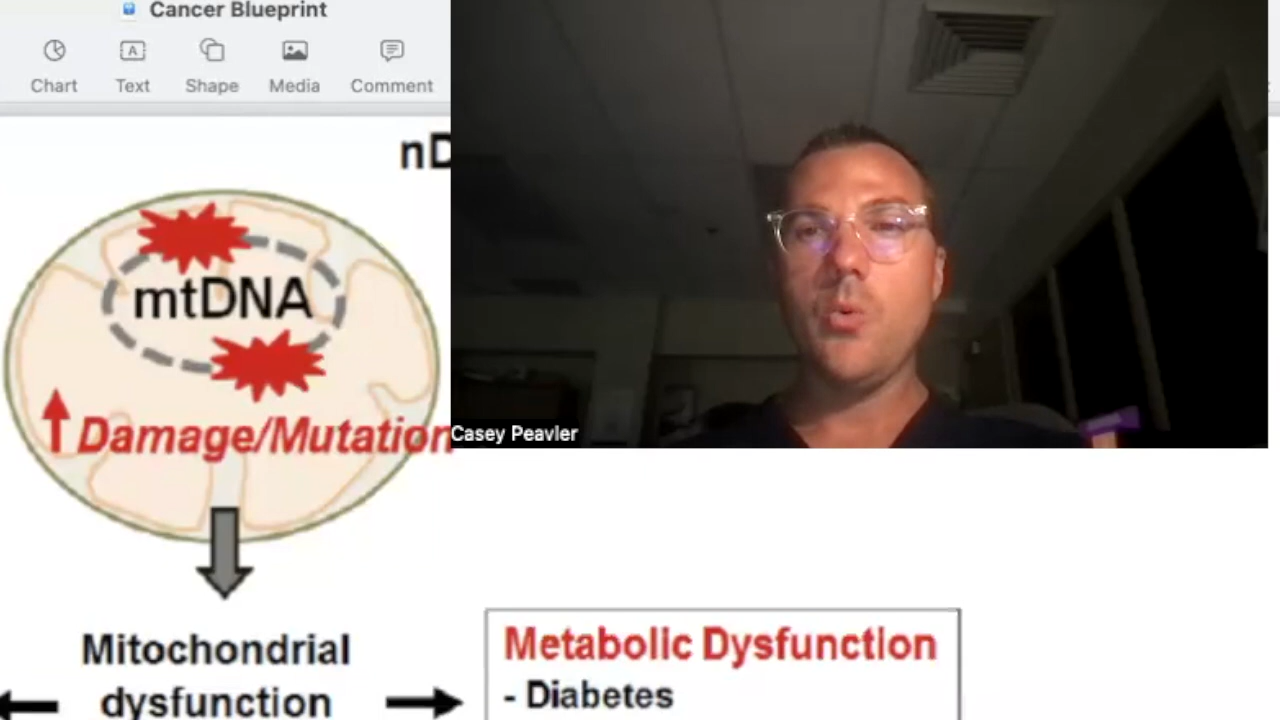 Cancer Blueprint
Chart Text Shape Media Comment
nD
mtDNA
Damage/Mutation
Casey Peavler
Mitochondrial
dysfunction
Metabolic Dysfunction
- Diabetes